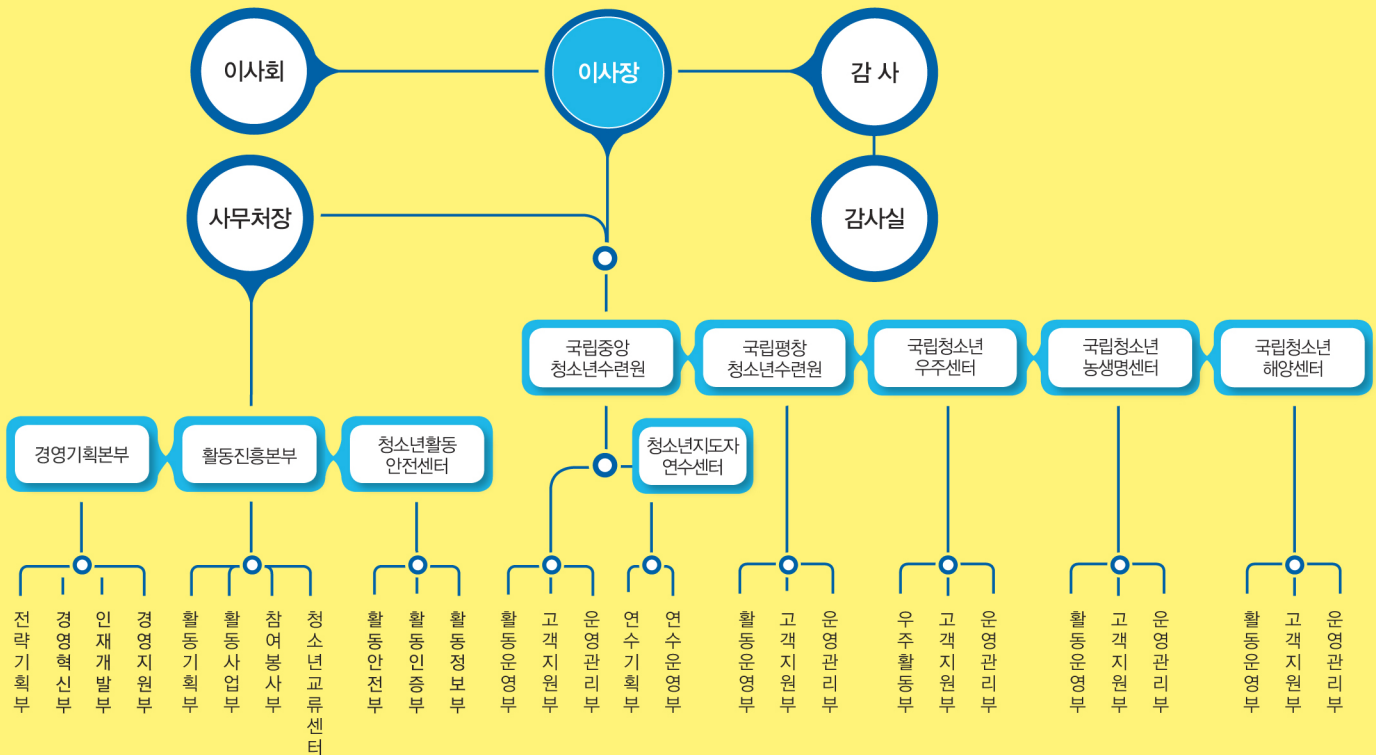 이사회
이사장
감 사
사무처장
감사실
국립중앙
청소년수련원
국립평창
청소년수련원
국립청소년
우주센터
국립청소년
농생명센터
국립청소년
해양센터
경영기획본부
활동진흥본부
청소년활동
안전센터
청소년지도자
연수센터
전략기획부
경영혁신부
인재개발부
경영지원부
활동기획부
활동사업부
참여봉사부
청소년교류센터
활동안전부
활동인증부
활동정보부
활동운영부
고객지원부
운영관리부
연수기획부
연수운영부
활동운영부
고객지원부
운영관리부
우주활동부
고객지원부
운영관리부
활동운영부
고객지원부
운영관리부
활동운영부
고객지원부
운영관리부